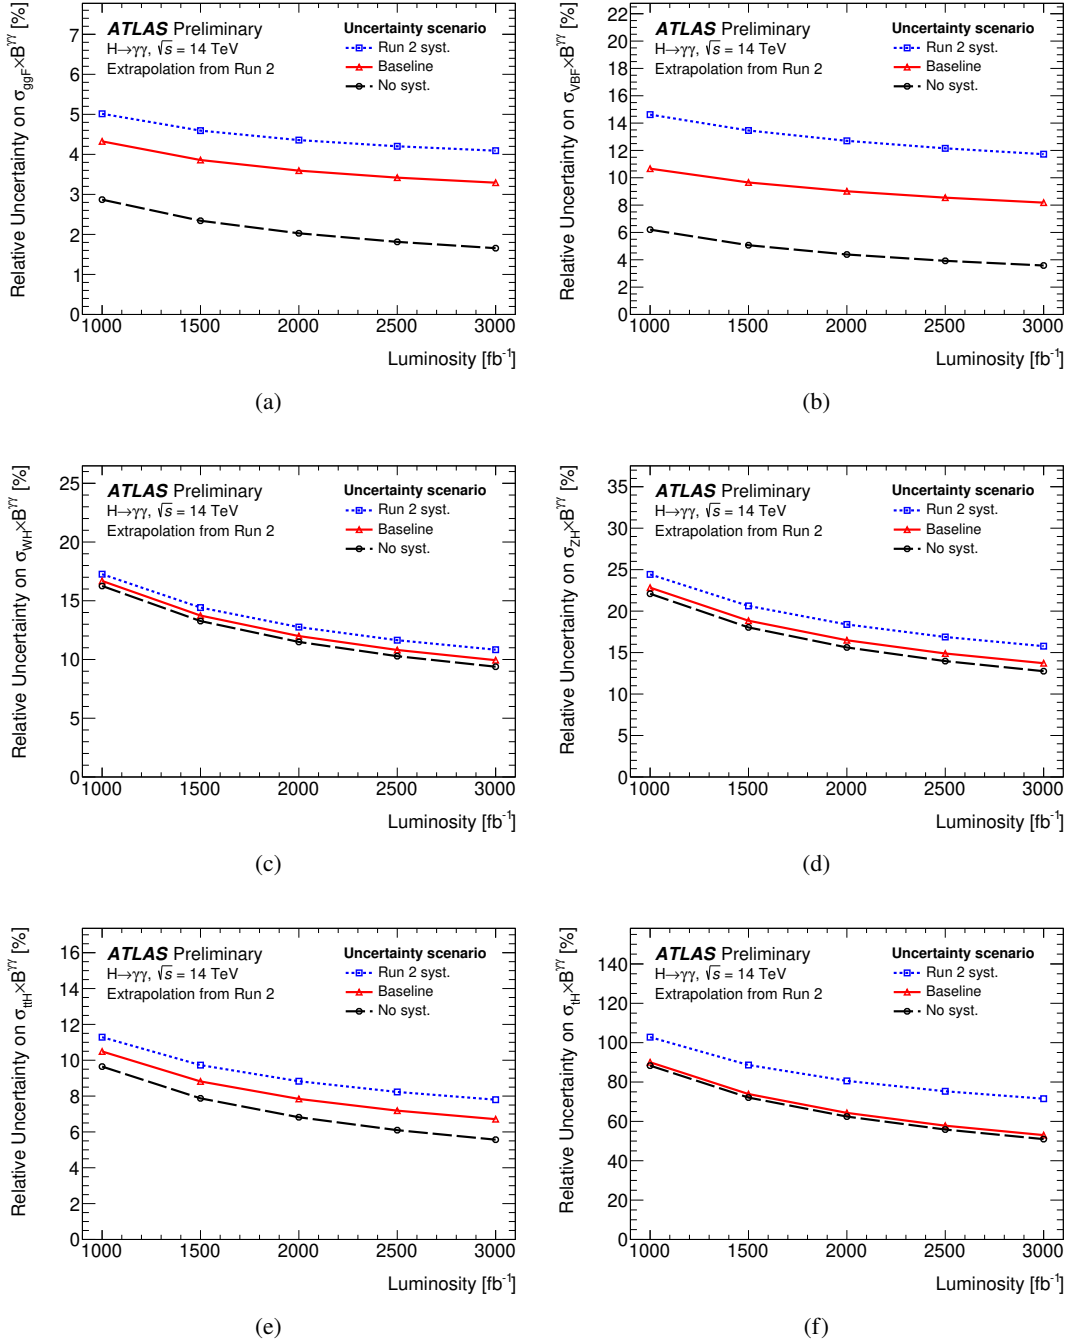 Relative Uncertainty on σggF×Bγγ [%]
ATLAS Preliminary
H→γγ, √s = 14 TeV
Extrapolation from Run 2
Uncertainty scenario
Run 2 syst.
Baseline
No syst.
7
6
5
4
3
2
1
0
1000 1500 2000 2500 3000
Luminosity [fb-1]
(a)
Relative Uncertainty on σVBF×Bγγ [%]
ATLAS Preliminary
H→γγ, √s = 14 TeV
Extrapolation from Run 2
Uncertainty scenario
Run 2 syst.
Baseline
No syst.
22
20
18
16
14
12
10
8
6
4
2
0
1000 1500 2000 2500 3000
Luminosity [fb-1]
(b)
Relative Uncertainty on σWH×Bγγ [%]
ATLAS Preliminary
H→γγ, √s = 14 TeV
Extrapolation from Run 2
Uncertainty scenario
Run 2 syst.
Baseline
No syst.
25
20
15
10
5
0
1000 1500 2000 2500 3000
Luminosity [fb-1]
(c)
Relative Uncertainty on σZH×Bγγ [%]
ATLAS Preliminary
H→γγ, √s = 14 TeV
Extrapolation from Run 2
Uncertainty scenario
Run 2 syst.
Baseline
No syst.
35
30
25
20
15
10
5
0
1000 1500 2000 2500 3000
Luminosity [fb-1]
(d)
Relative Uncertainty on σttH×Bγγ [%]
ATLAS Preliminary
H→γγ, √s = 14 TeV
Extrapolation from Run 2
Uncertainty scenario
Run 2 syst.
Baseline
No syst.
16
14
12
10
8
6
4
2
0
1000 1500 2000 2500 3000
Luminosity [fb-1]
(e)
Relative Uncertainty on σtH×Bγγ [%]
ATLAS Preliminary
H→γγ, √s = 14 TeV
Extrapolation from Run 2
Uncertainty scenario
Run 2 syst.
Baseline
No syst.
140
120
100
80
60
40
20
0
1000 1500 2000 2500 3000
Luminosity [fb-1]
(f)